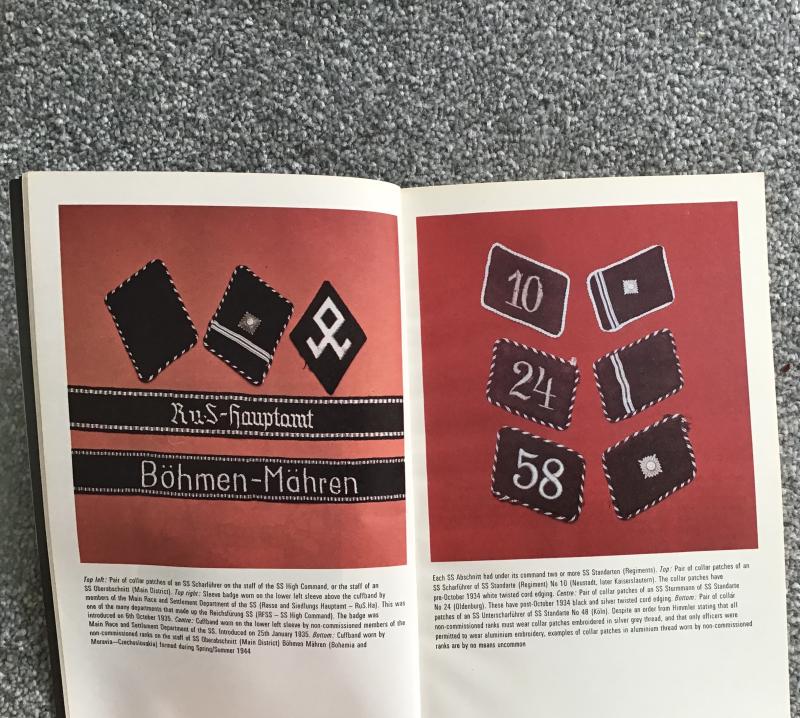 R.u.S-Hauptamt
Böhmen-Mähren
Top left: Pair of collar patches of an SS Scharführer on the staff of the SS High Command, or the staff of an
SS Oberabschnitt (Main District). Top right: Sleeve badge worn on the lower left sleeve above the cuffband by
members of the Main Race and Settlement Department of the SS (Rasse and Siedlungs Hauptamt – RuS.Ha). This was
one of the many departments that made up the Reichsfürung SS (RFSS – SS High Command). The badge was
introduced on 6th October 1935. Centre: Cuffband worn on the lower left sleeve by non-commissioned members of the
Main Race and Settlement Department of the SS. Introduced on 25th January 1935. Bottom: Cuffband worn by
non-commissioned ranks on the staff of SS Oberabschnitt (Main District) Böhmen Mähren (Bohemia and
Moravia—Czechoslovakia) formed during Spring/Summer 1944
10
24
58
Each SS Abschnitt had under its command two or more SS Standarten (Regiments). Top: Pair of collar patches of an
SS Scharführer of SS Standarte (Regiment) No 10 (Neustadt, later Kaiserslautern). The collar patches have
pre-October 1934 white twisted cord edging. Centre: Pair of collar patches of an SS Sturmmann of SS Standarte
No 24 (Oldenburg). These have post-October 1934 black and silver twisted cord edging. Bottom: Pair of collar
patches of an SS Unterscharführer of SS Standarte No 48 (Köln). Despite an order from Himmler stating that all
non-commissioned ranks must wear collar patches embroidered in silver grey thread, and that only officers were
permitted to wear aluminium embroidery, examples of collar patches in aluminium thread worn by non-commissioned
ranks are by no means uncommon